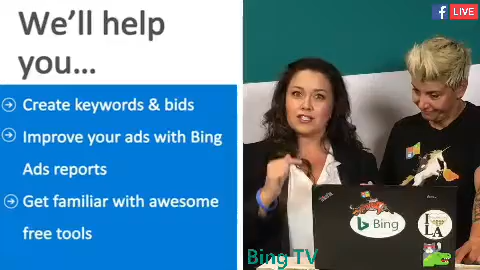 We'll help
you...
Create keywords & bids
Improve your ads with Bing
Ads reports
Get familiar with awesome
free tools
f LIVE
Bing
I
LA
Bing TV